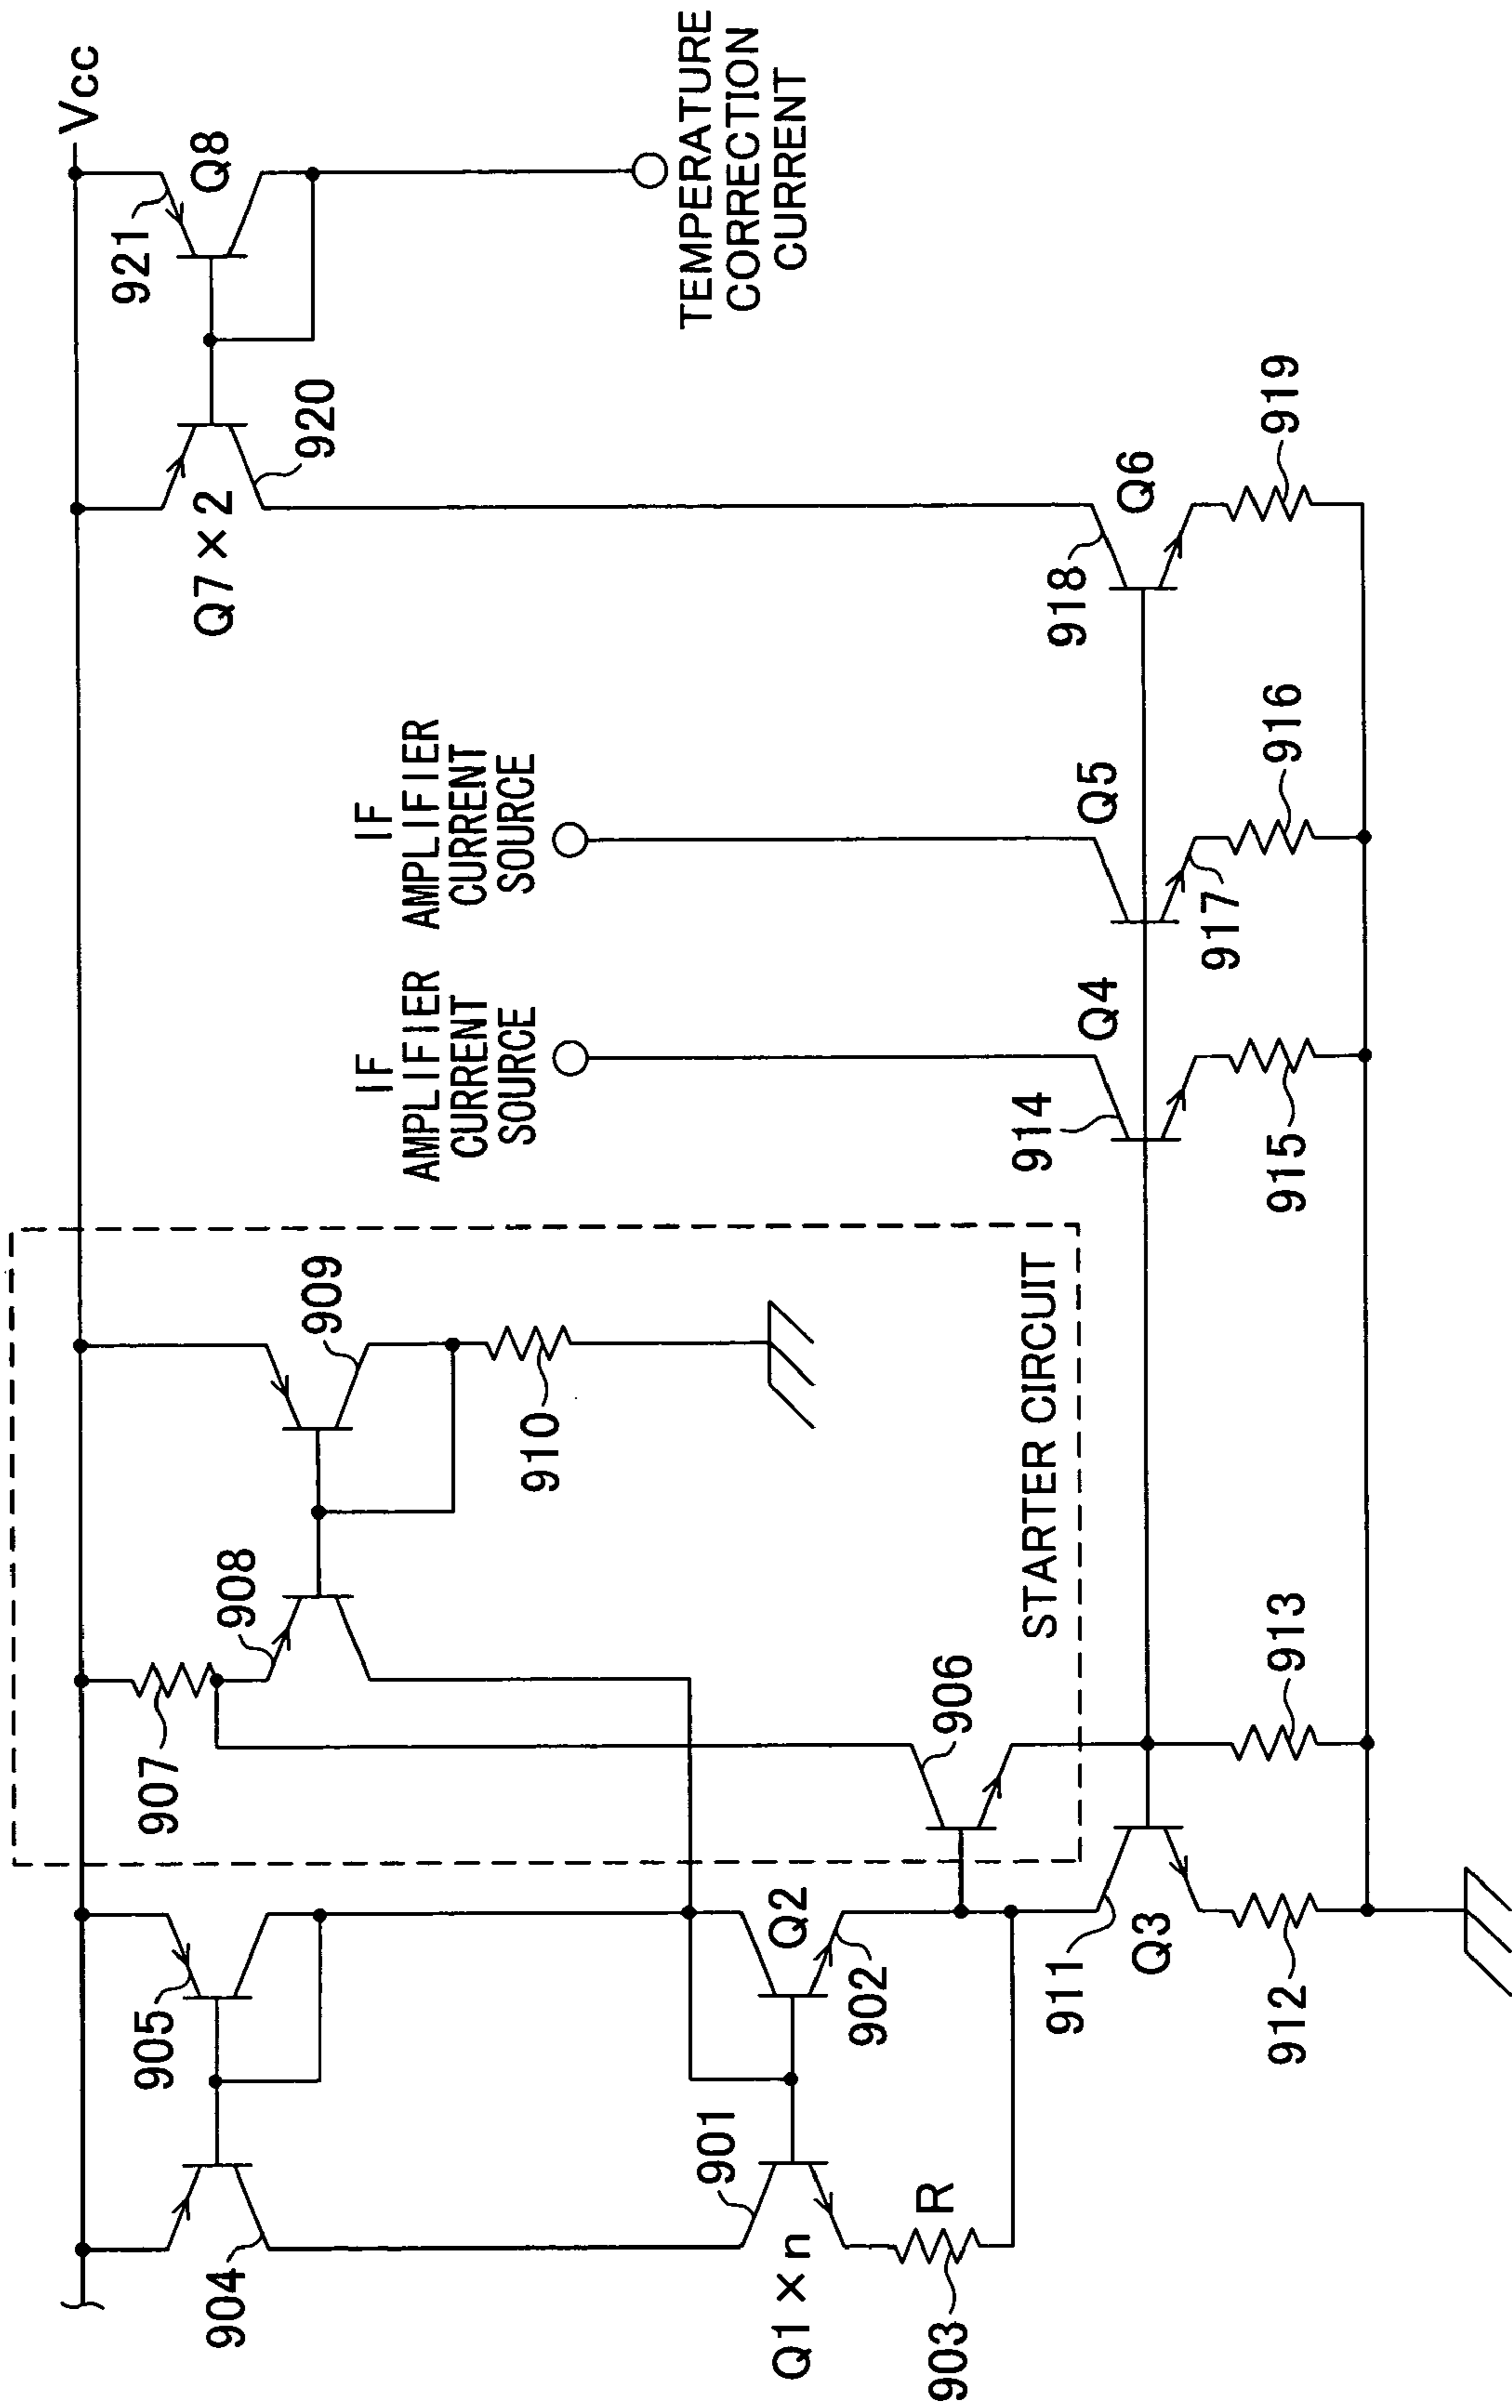 Vcc
905
904
907
908
909
921
Q8
Q7×2
920
910
IF
AMPLIFIER
CURRENT
SOURCE
IF
AMPLIFIER
CURRENT
SOURCE
TEMPERATURE
CORRECTION
CURRENT
901
Q1×n
Q2
902
906
903
R
STARTER CIRCUIT
911
Q3
914
Q4
Q5
917
918
Q6
912
913
915
916
919